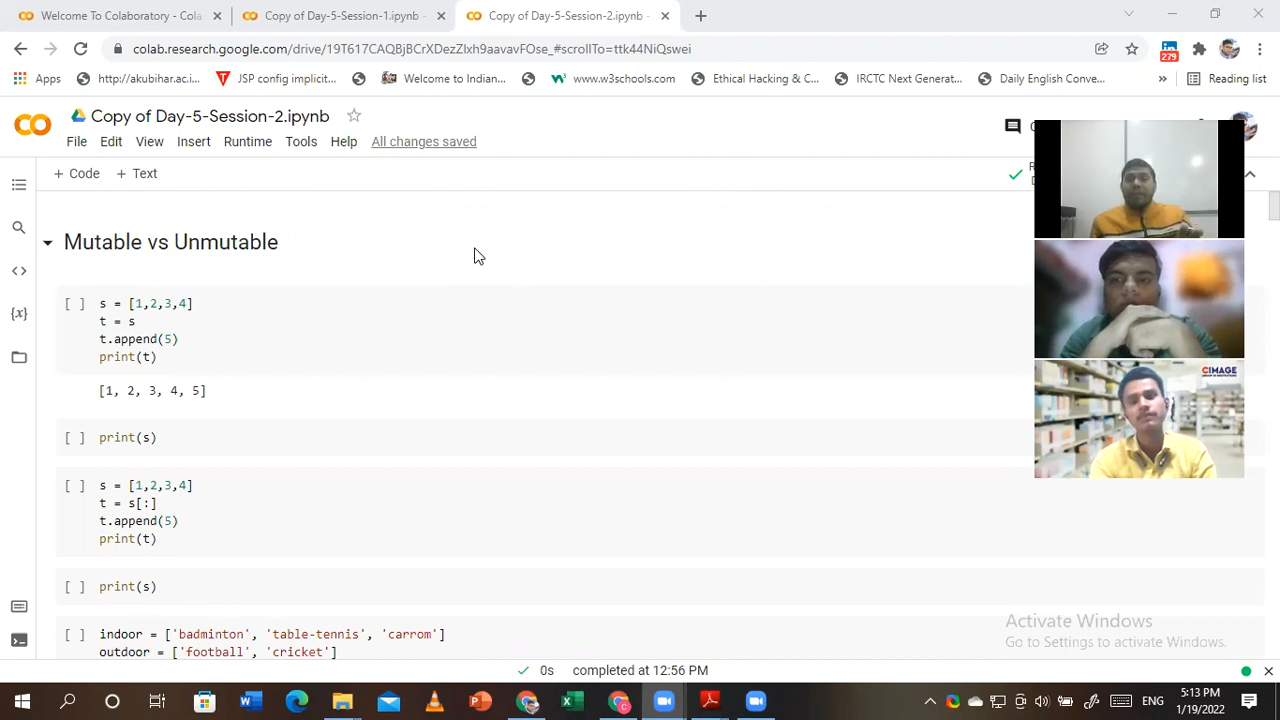 Welcome To Colaboratory - Cola
Copy of Day-5-Session-1.ipynb -
Copy of Day-5-Session-2.ipynb -
colab.research.google.com/drive/19T617CAQBjBCrXDezZlxh9aavavFOse_#scrollTo=ttk44NiQswei
279
Apps
http://akubihar.ac.i...
JSP config implicit...
Welcome to Indian...
www.w3schools.com
Ethical Hacking & C...
IRCTC Next Generat...
Daily English Conve...
»
Reading list
Copy of Day-5-Session-2.ipynb
File Edit View Insert Runtime Tools Help All changes saved
+ Code + Text
Mutable vs Unmutable
[ ] s = [1,2,3,4]
t = s
t.append(5)
print(t)
[1, 2, 3, 4, 5]
[ ] print(s)
[ ] s = [1,2,3,4]
t = s[:]
t.append(5)
print(t)
[ ] print(s)
[ ] indoor = ['badminton', 'table-tennis', 'carrom']
outdoor = ['football', 'cricket']
CIMAGE
GROUP OF INSTITUTIONS
Activate Windows
Go to Settings to activate Windows.
0s completed at 12:56 PM
ENG
5:13 PM
1/19/2022